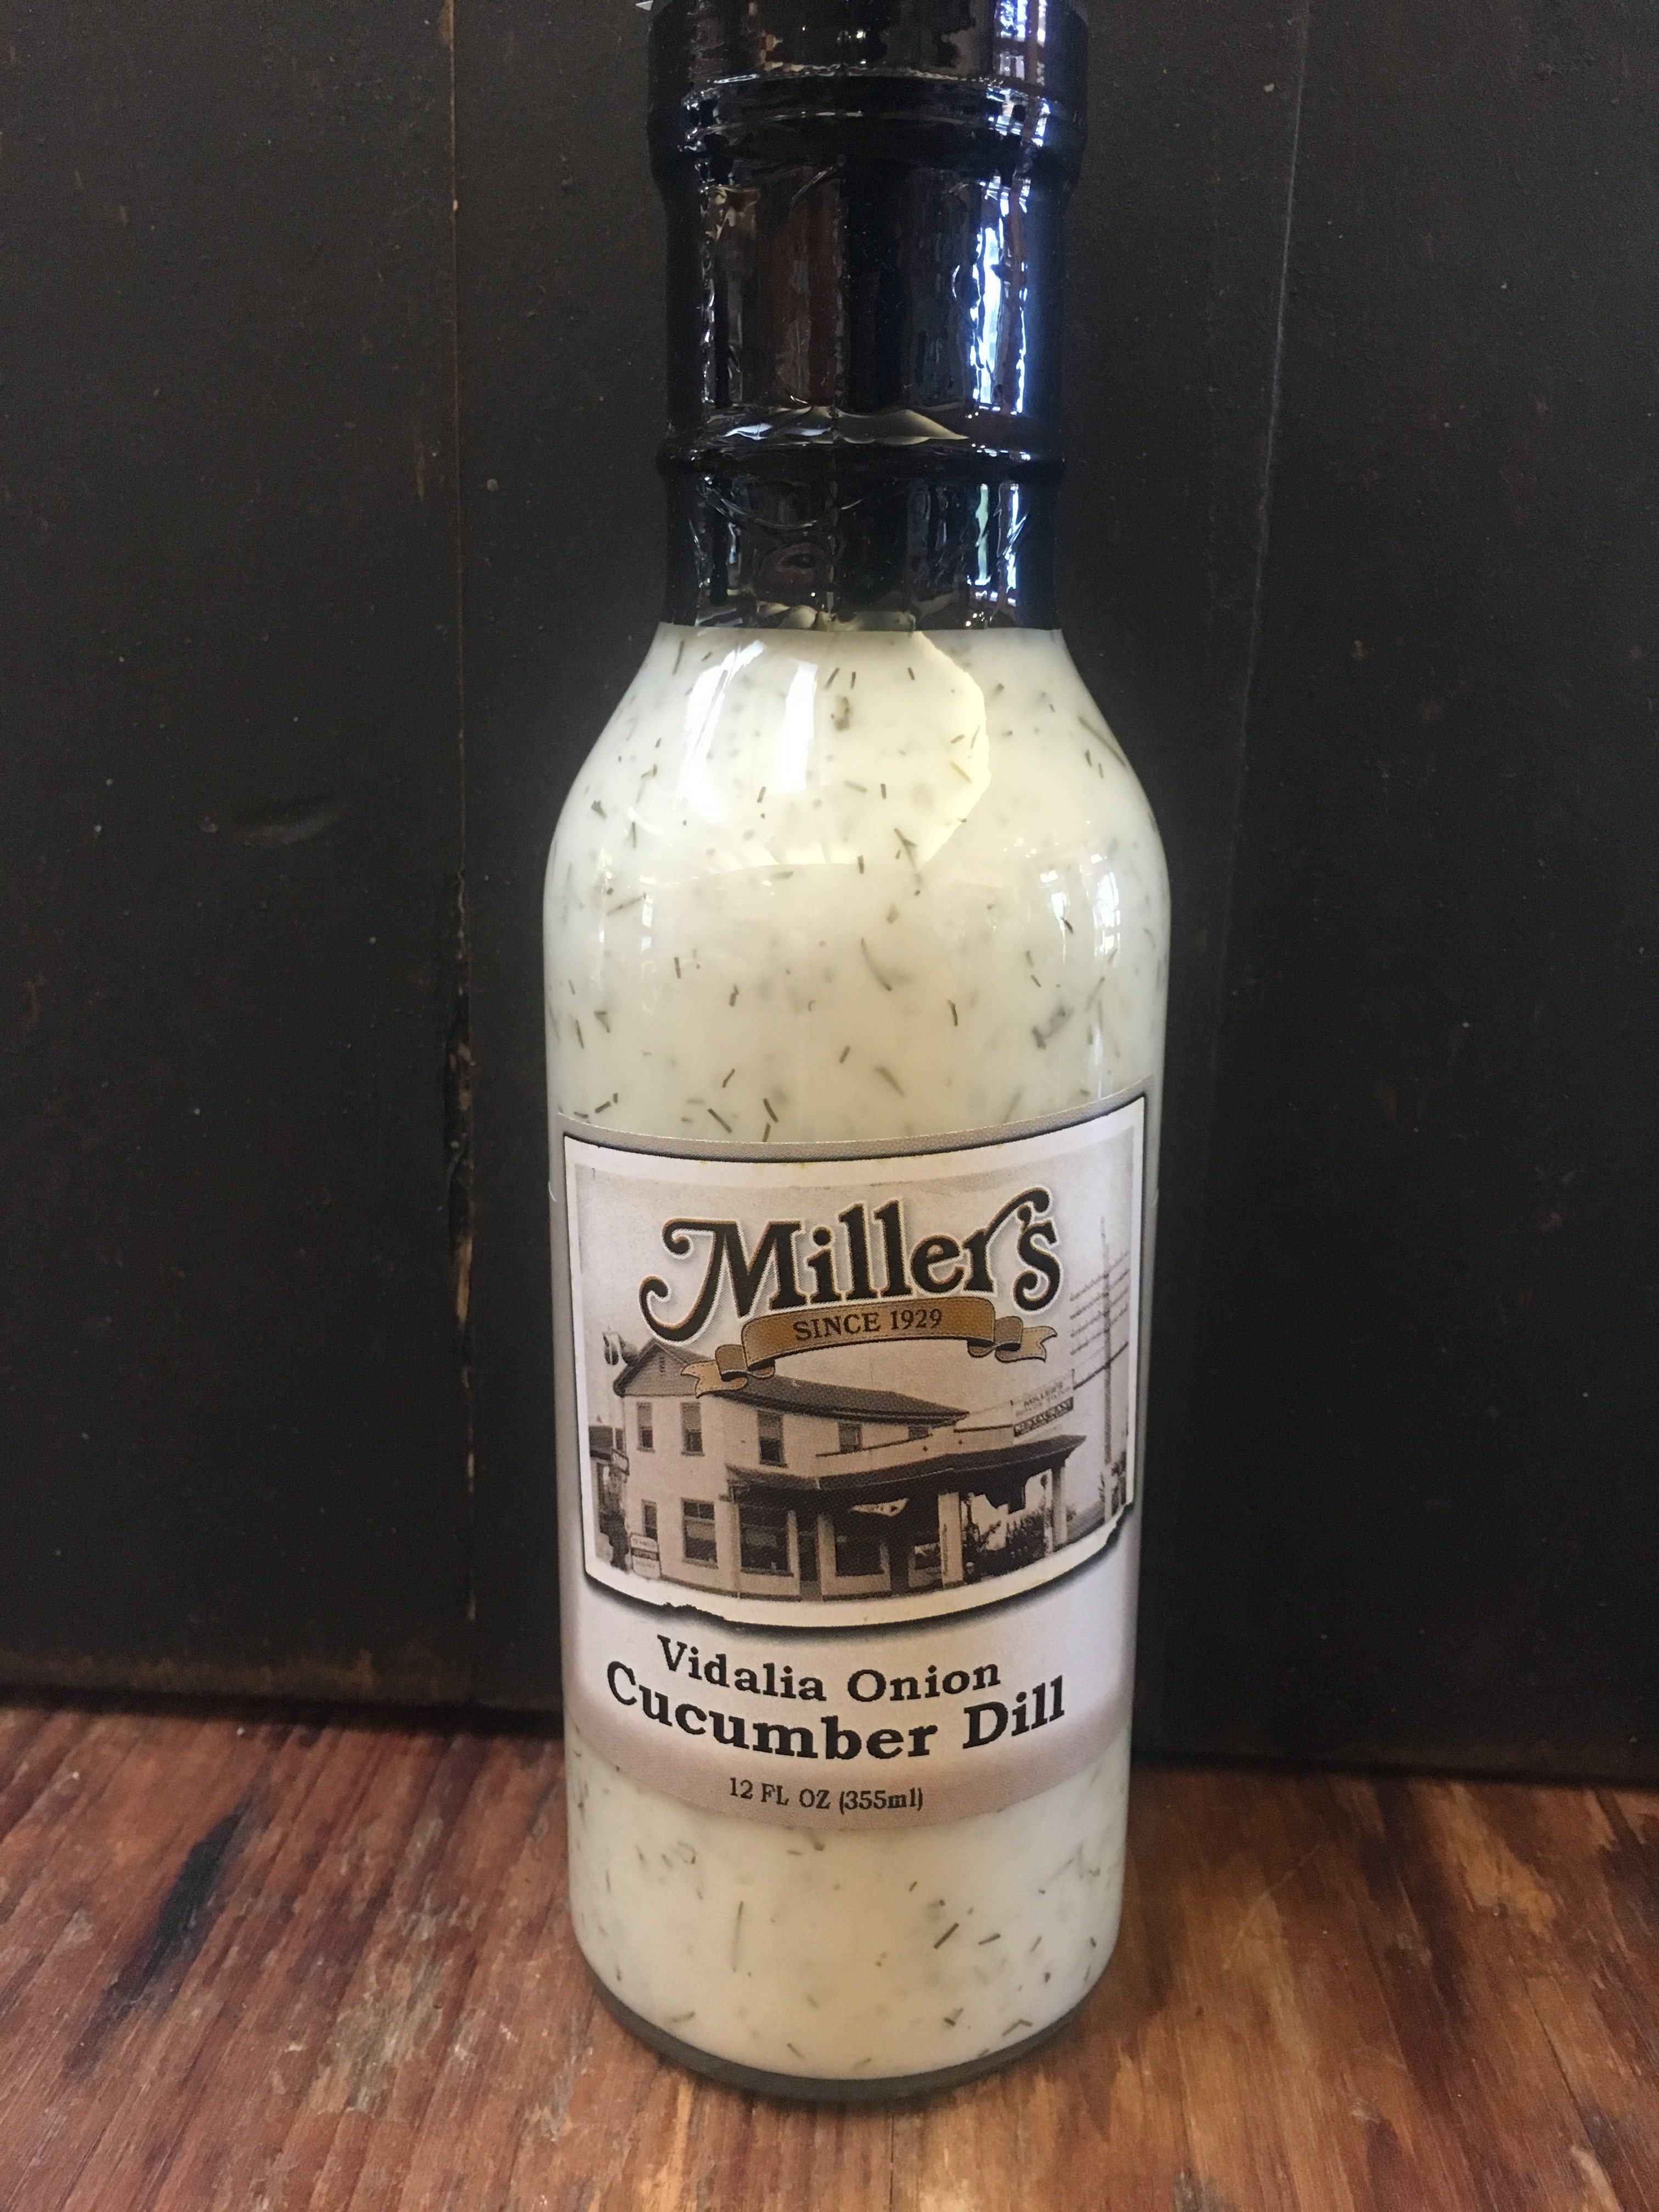 Miller's
SINCE 1929
Vidalia Onion
Cucumber Dill
12 FL OZ (355ml)